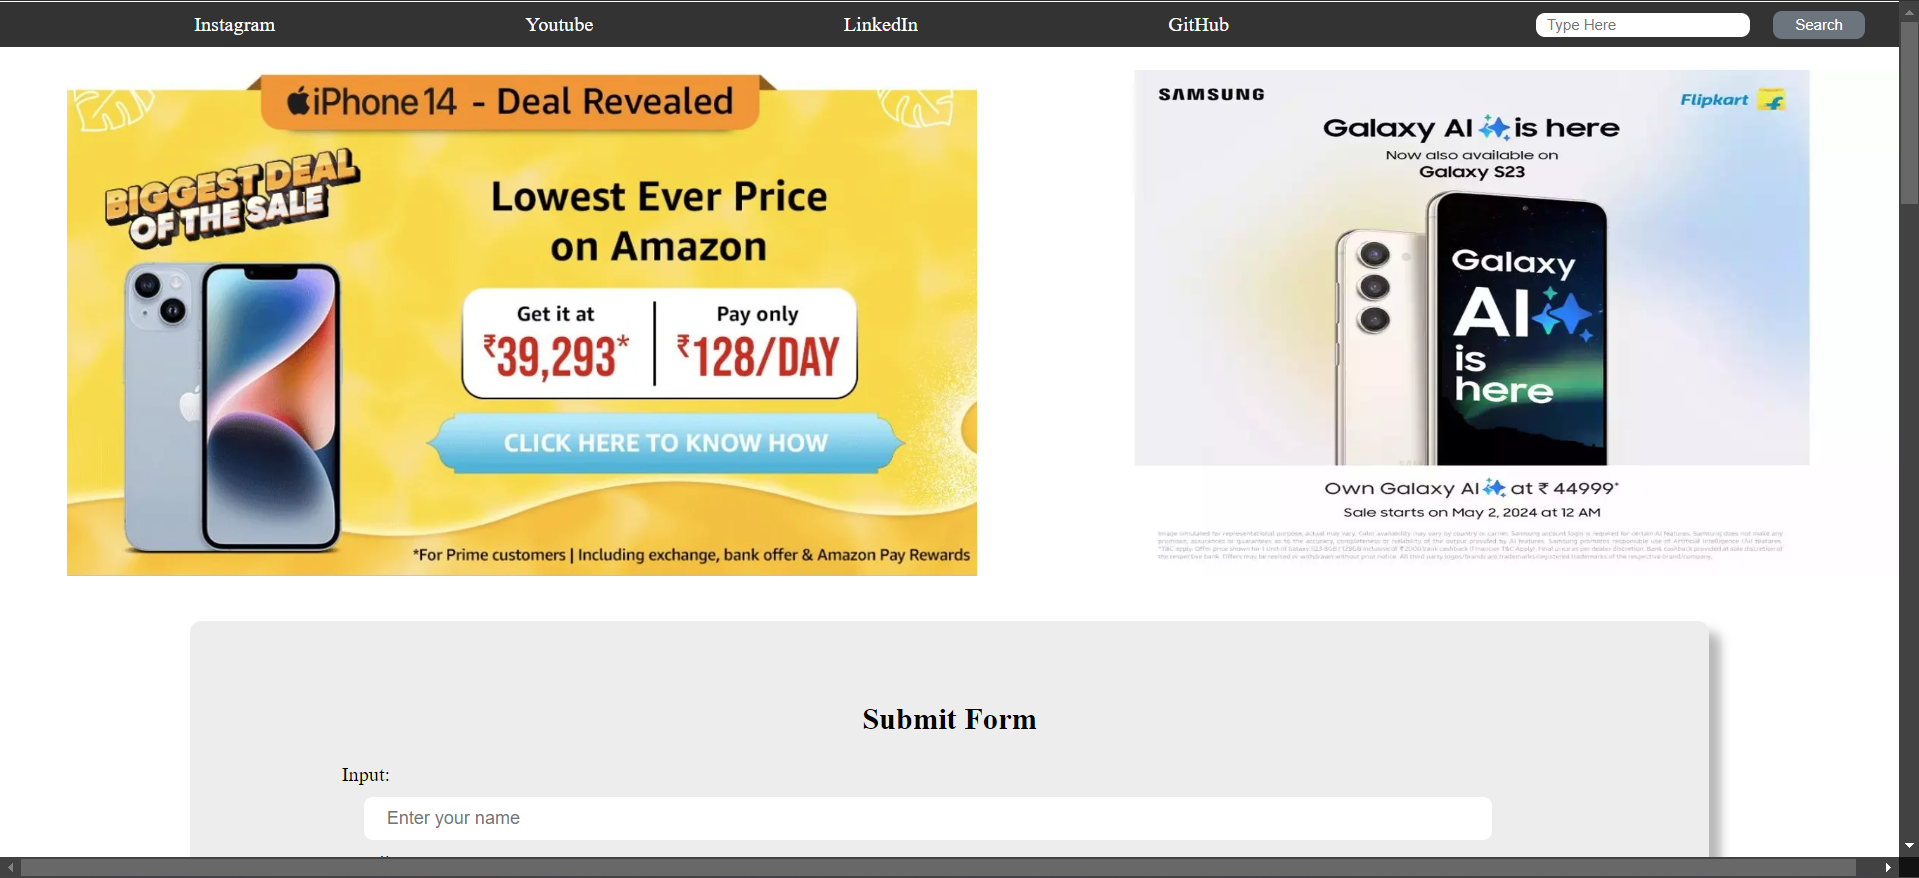 Instagram
Youtube
LinkedIn
GitHub
Type Here
Search
iPhone 14 - Deal Revealed
BIGGEST DEAL
OF THE SALE
Lowest Ever Price
on Amazon
Get it at
₹39,293*
Pay only
₹128/DAY
CLICK HERE TO KNOW HOW
*For Prime customers | Including exchange, bank offer & Amazon Pay Rewards
SAMSUNG
Flipkart
Galaxy AI is here
Now also available on
Galaxy S23
Galaxy
AI
is
here
Own Galaxy AI at ₹ 44999*
Sale starts on May 2, 2024 at 12 AM
Submit Form
Input:
Enter your name